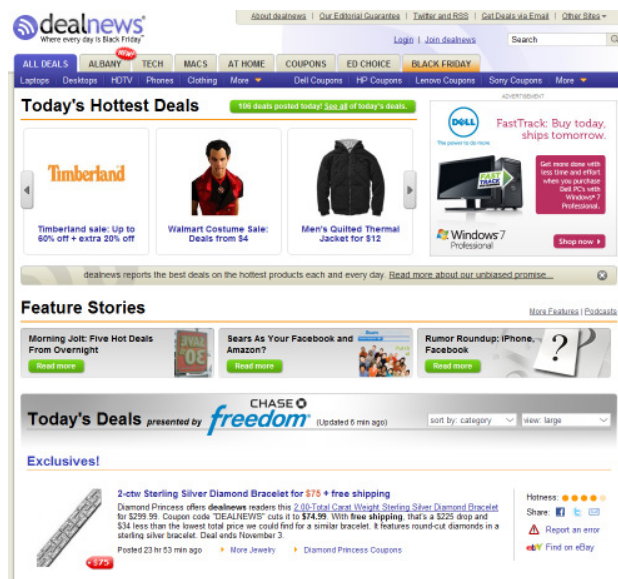 About dealnews | Our Editorial Guarantee | Twitter and RSS | Get Deals via Email | Other Sites
dealnews
Where every day is Black Friday
Login | Join dealnews
Search
NEW!
ALL DEALS ALBANY TECH MACS AT HOME COUPONS ED CHOICE BLACK FRIDAY
Laptops Desktops HDTV Phones Clothing More Dell Coupons HP Coupons Lenovo Coupons Sony Coupons More
Today's Hottest Deals
106 deals posted today! See all of today's deals.
Timberland
Timberland sale: Up to
60% off + extra 20% off
Walmart Costume Sale:
Deals from $4
Men's Quilted Thermal
Jacket for $12
ADVERTISEMENT
DELL
The power to do more
FastTrack: Buy today,
ships tomorrow.
FAST
TRACK
Get more done with
less time and effort
when you purchase
Dell PC's with
Windows® 7
Professional.
Windows 7
Professional
Shop now
dealnews reports the best deals on the hottest products each and every day. Read more about our unbiased promise...
Feature Stories
More Features | Podcasts
Morning Jolt: Five Hot Deals
From Overnight
Read more
SAVE
30
Sears As Your Facebook and
Amazon?
Read more
Sears
Rumor Roundup: iPhone,
Facebook
Read more
?
Today's Deals presented by
CHASE
freedom
(Updated 6 min ago)
sort by: category
view: large
Exclusives!
2-ctw Sterling Silver Diamond Bracelet for $75 + free shipping
Diamond Princess offers dealnews readers this 2.00-Total Carat Weight Sterling Silver Diamond Bracelet
for $299.99. Coupon code "DEALNEWS" cuts it to $74.99. With free shipping, that's a $225 drop and
$34 less than the lowest total price we could find for a similar bracelet. It features round-cut diamonds in a
sterling silver bracelet. Deal ends November 3.
Posted 23 hr 53 min ago More Jewelry Diamond Princess Coupons
$75
Hotness:
Share:
Report an error
ebY Find on eBay